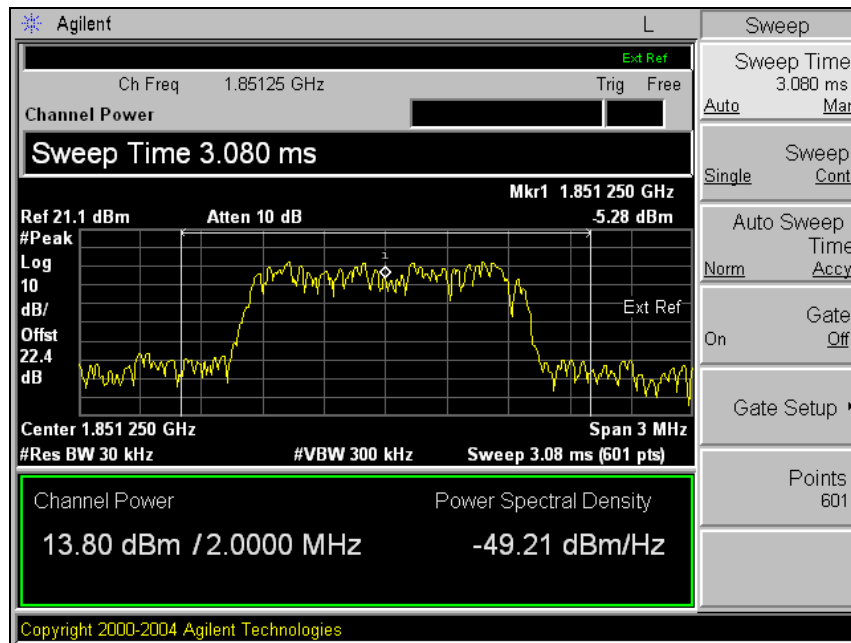 Agilent L Sweep
Ext Ref
Ch Freq 1.85125 GHz Trig Free
Channel Power
Sweep Time 3.080 ms
Mkr1 1.851 250 GHz
Ref 21.1 dBm Atten 10 dB -5.28 dBm
#Peak
Log
10
dB/
Offst
22.4
dB
1
Ext Ref
Center 1.851 250 GHz Span 3 MHz
#Res BW 30 kHz #VBW 300 kHz Sweep 3.08 ms (601 pts)
Channel Power Power Spectral Density
13.80 dBm / 2.0000 MHz -49.21 dBm/Hz
Copyright 2000-2004 Agilent Technologies
Sweep Time
3.080 ms
Auto Mar
Sweep
Single Cont
Auto Sweep
Time
Norm Accy
Gate
On Off
Gate Setup
Points
601